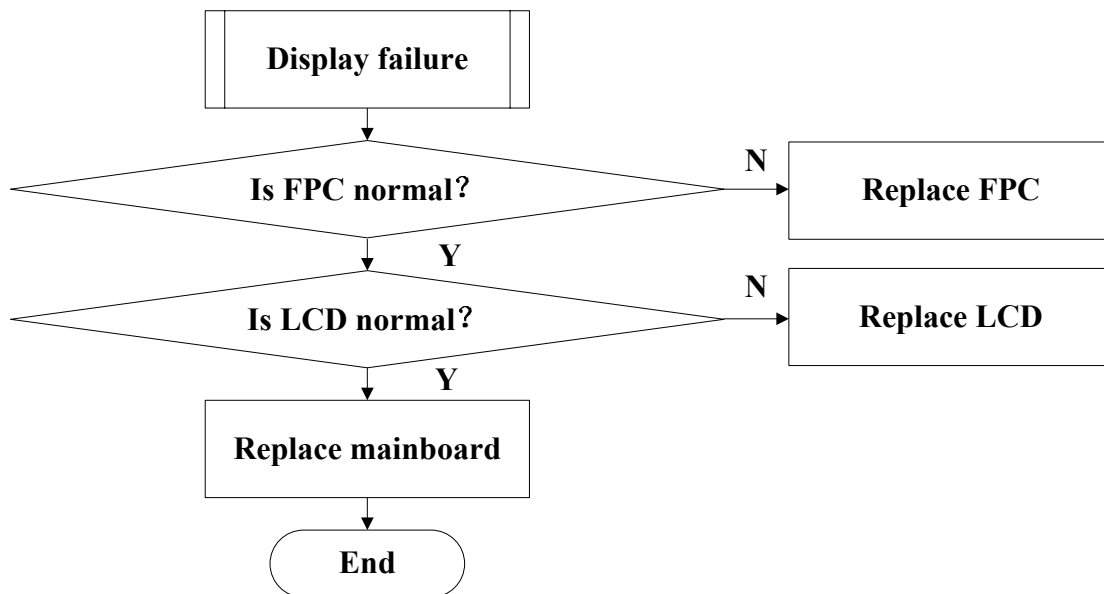 Display failure
Is FPC normal？
N
Replace FPC
Y
Is LCD normal？
N
Replace LCD
Y
Replace mainboard
End